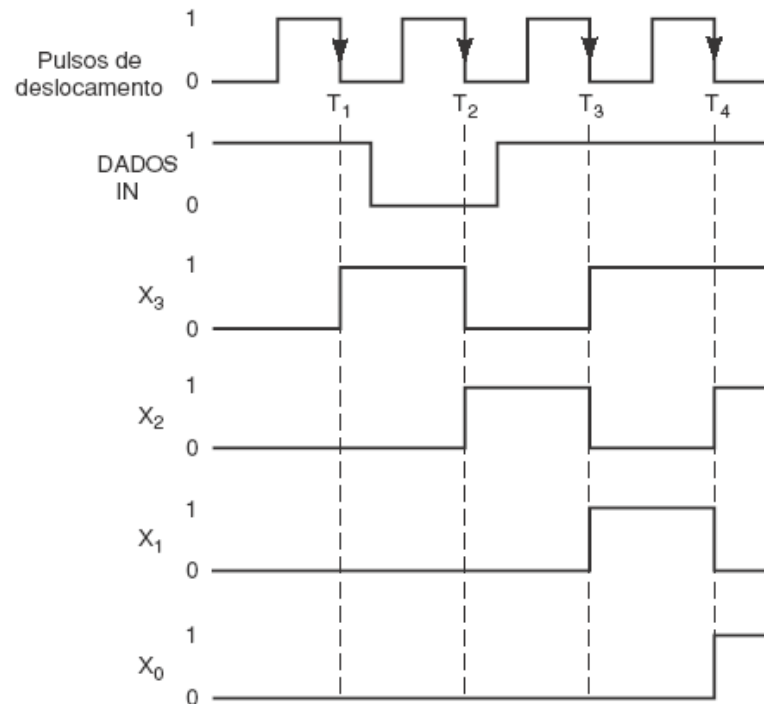 1
Pulsos de
deslocamento
0
T₁ T₂ T₃ T₄
1
DADOS
IN
0
1
X₃
0
1
X₂
0
1
X₁
0
1
X₀
0